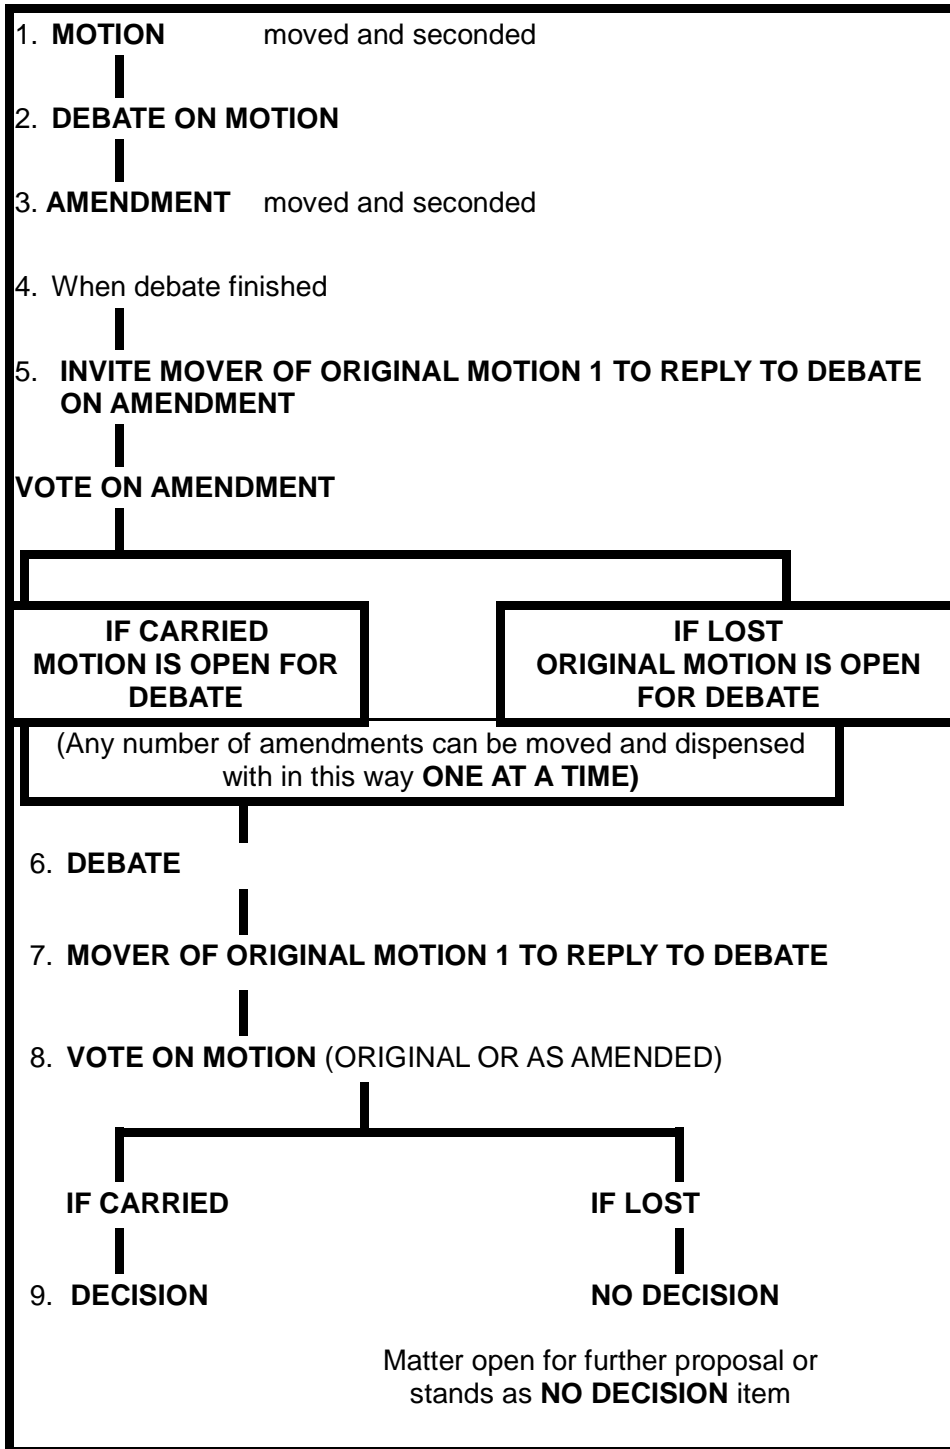 1. MOTION moved and seconded
2. DEBATE ON MOTION
3. AMENDMENT moved and seconded
4. When debate finished
5. INVITE MOVER OF ORIGINAL MOTION 1 TO REPLY TO DEBATE
ON AMENDMENT
VOTE ON AMENDMENT
IF CARRIED
MOTION IS OPEN FOR
DEBATE
IF LOST
ORIGINAL MOTION IS OPEN
FOR DEBATE
(Any number of amendments can be moved and dispensed
with in this way ONE AT A TIME)
6. DEBATE
7. MOVER OF ORIGINAL MOTION 1 TO REPLY TO DEBATE
8. VOTE ON MOTION (ORIGINAL OR AS AMENDED)
IF CARRIED
IF LOST
9. DECISION
NO DECISION
Matter open for further proposal or
stands as NO DECISION item